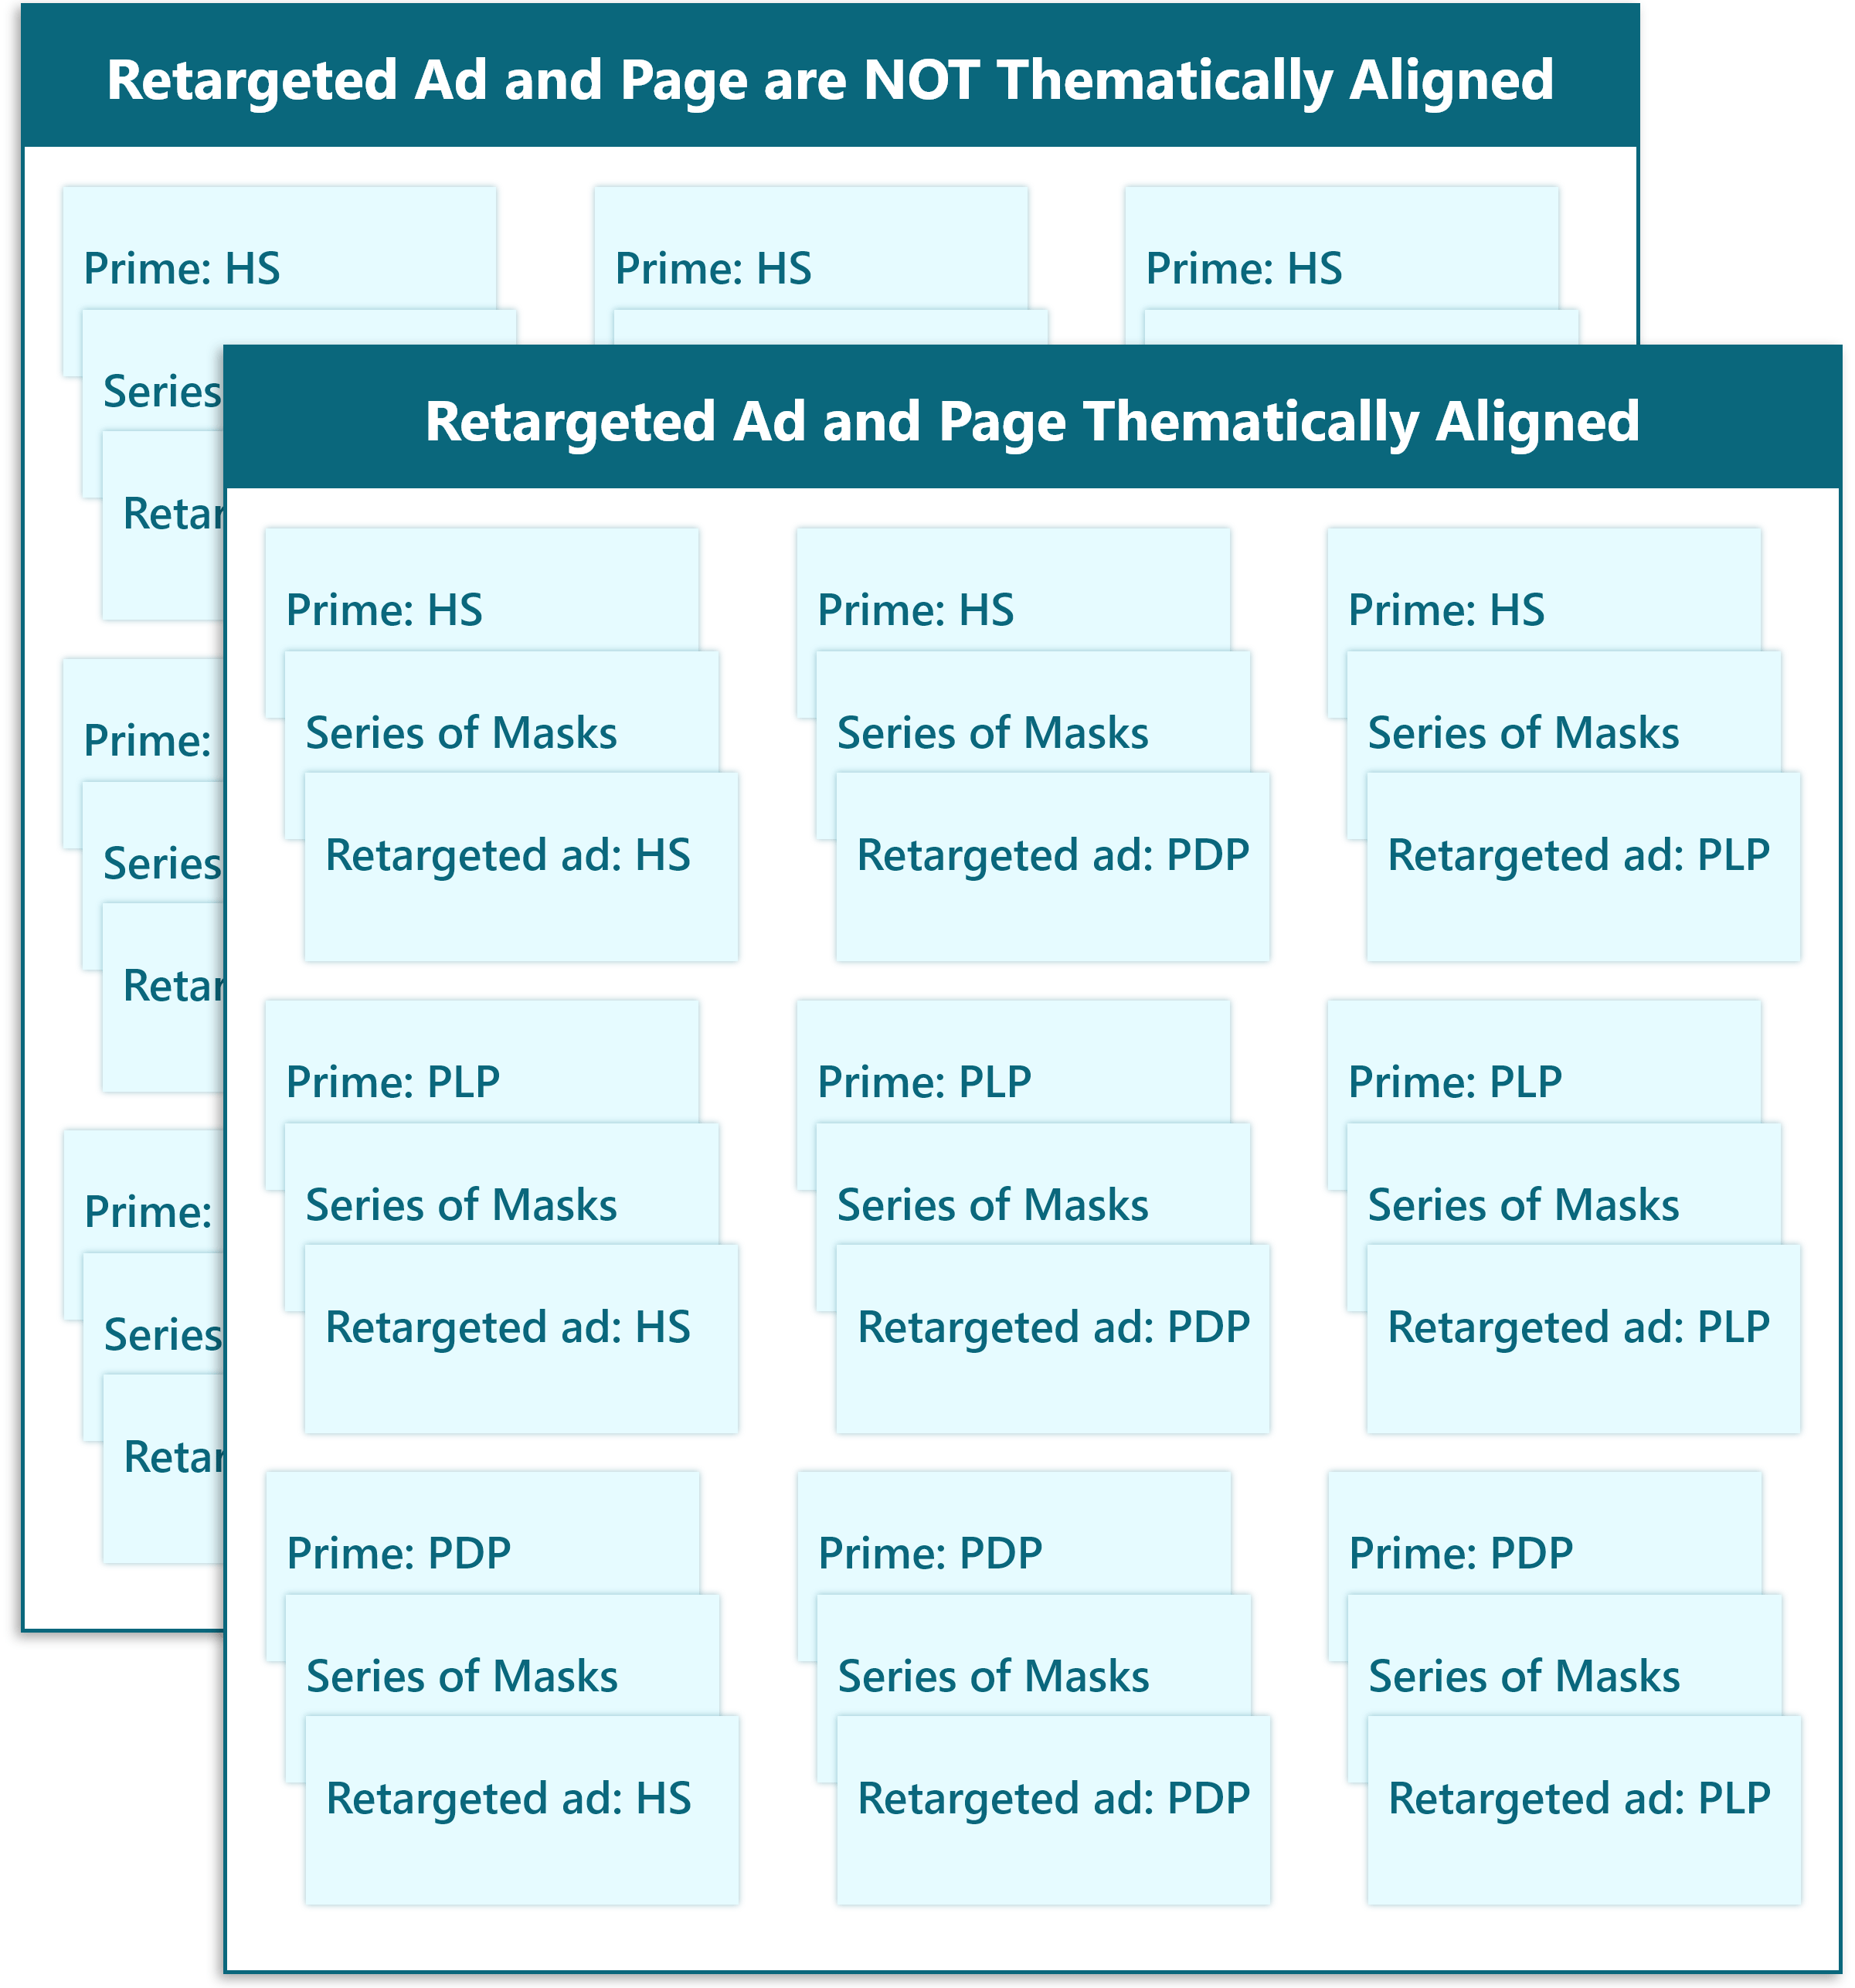 Retargeted Ad and Page are NOT Thematically Aligned
Prime: HS
Prime: HS
Prime: HS
Series
Prime:
Series
Prime:
Series
Retargeted Ad and Page Thematically Aligned
Prime: HS
Series of Masks
Retargeted ad: HS
Prime: HS
Series of Masks
Retargeted ad: PDP
Prime: HS
Series of Masks
Retargeted ad: PLP
Prime: PLP
Series of Masks
Retargeted ad: HS
Prime: PLP
Series of Masks
Retargeted ad: PDP
Prime: PLP
Series of Masks
Retargeted ad: PLP
Prime: PDP
Series of Masks
Retargeted ad: HS
Prime: PDP
Series of Masks
Retargeted ad: PDP
Prime: PDP
Series of Masks
Retargeted ad: PLP